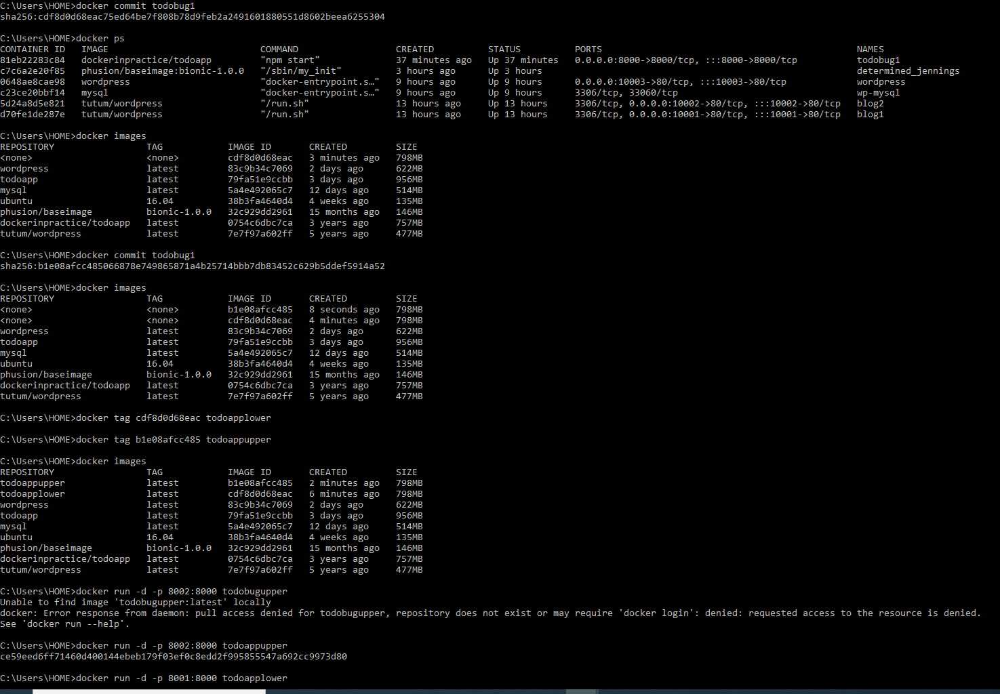 C:\Users\HOME>docker commit todobug1
sha256:cdf8d0d68eac75ed64be7f808b78d9feb2a2491601880551d8602beea6255304
C:\Users\HOME>docker ps
CONTAINER ID   IMAGE                            COMMAND                  CREATED          STATUS          PORTS                                               NAMES
81eb22283c84   dockerinpractice/todoapp         "npm start"              37 minutes ago   Up 37 minutes   0.0.0.0:8000->8000/tcp, :::8000->8000/tcp           todobug1
c7c6a2e20f85   phusion/baseimage:bionic-1.0.0   "/sbin/my_init"          3 hours ago      Up 3 hours                                                          determined_jennings
0648ae8cae98   wordpress                        "docker-entrypoint.s…"   9 hours ago      Up 9 hours      0.0.0.0:10003->80/tcp, :::10003->80/tcp             wordpress
c23ce20bbf14   mysql                            "docker-entrypoint.s…"   9 hours ago      Up 9 hours      3306/tcp, 33060/tcp                                 wp-mysql
5d24a8d5e821   tutum/wordpress                  "/run.sh"                13 hours ago     Up 13 hours     3306/tcp, 0.0.0.0:10002->80/tcp, :::10002->80/tcp   blog2
d70fe1de287e   tutum/wordpress                  "/run.sh"                13 hours ago     Up 13 hours     3306/tcp, 0.0.0.0:10001->80/tcp, :::10001->80/tcp   blog1
C:\Users\HOME>docker images
REPOSITORY                 TAG            IMAGE ID       CREATED         SIZE
<none>                     <none>         cdf8d0d68eac   3 minutes ago   798MB
wordpress                  latest         83c9b34c7069   2 days ago      622MB
todoapp                    latest         79fa51e9ccbb   3 days ago      956MB
mysql                      latest         5a4e492065c7   12 days ago     514MB
ubuntu                     16.04          38b3fa4640d4   4 weeks ago     135MB
phusion/baseimage          bionic-1.0.0   32c929dd2961   15 months ago   146MB
dockerinpractice/todoapp   latest         0754c6dbc7ca   3 years ago     757MB
tutum/wordpress            latest         7e7f97a602ff   5 years ago     477MB
C:\Users\HOME>docker commit todobug1
sha256:b1e08afcc485066878e749865871a4b25714bbb7db83452c629b5ddef5914a52
C:\Users\HOME>docker images
REPOSITORY                 TAG            IMAGE ID       CREATED         SIZE
<none>                     <none>         b1e08afcc485   8 seconds ago   798MB
<none>                     <none>         cdf8d0d68eac   4 minutes ago   798MB
wordpress                  latest         83c9b34c7069   2 days ago      622MB
todoapp                    latest         79fa51e9ccbb   3 days ago      956MB
mysql                      latest         5a4e492065c7   12 days ago     514MB
ubuntu                     16.04          38b3fa4640d4   4 weeks ago     135MB
phusion/baseimage          bionic-1.0.0   32c929dd2961   15 months ago   146MB
dockerinpractice/todoapp   latest         0754c6dbc7ca   3 years ago     757MB
tutum/wordpress            latest         7e7f97a602ff   5 years ago     477MB
C:\Users\HOME>docker tag cdf8d0d68eac todoapplower
C:\Users\HOME>docker tag b1e08afcc485 todoappupper
C:\Users\HOME>docker images
REPOSITORY                 TAG            IMAGE ID       CREATED         SIZE
todoappupper               latest         b1e08afcc485   2 minutes ago   798MB
todoapplower               latest         cdf8d0d68eac   6 minutes ago   798MB
wordpress                  latest         83c9b34c7069   2 days ago      622MB
todoapp                    latest         79fa51e9ccbb   3 days ago      956MB
mysql                      latest         5a4e492065c7   12 days ago     514MB
ubuntu                     16.04          38b3fa4640d4   4 weeks ago     135MB
phusion/baseimage          bionic-1.0.0   32c929dd2961   15 months ago   146MB
dockerinpractice/todoapp   latest         0754c6dbc7ca   3 years ago     757MB
tutum/wordpress            latest         7e7f97a602ff   5 years ago     477MB
C:\Users\HOME>docker run -d -p 8002:8000 todobugupper
Unable to find image 'todobugupper:latest' locally
docker: Error response from daemon: pull access denied for todobugupper, repository does not exist or may require 'docker login': denied: requested access to the resource is denied.
See 'docker run --help'.
C:\Users\HOME>docker run -d -p 8002:8000 todoappupper
ce59eed6ff71460d400144ebeb179f03ef0c8edd2f995855547a692cc9973d80
C:\Users\HOME>docker run -d -p 8001:8000 todoapplower